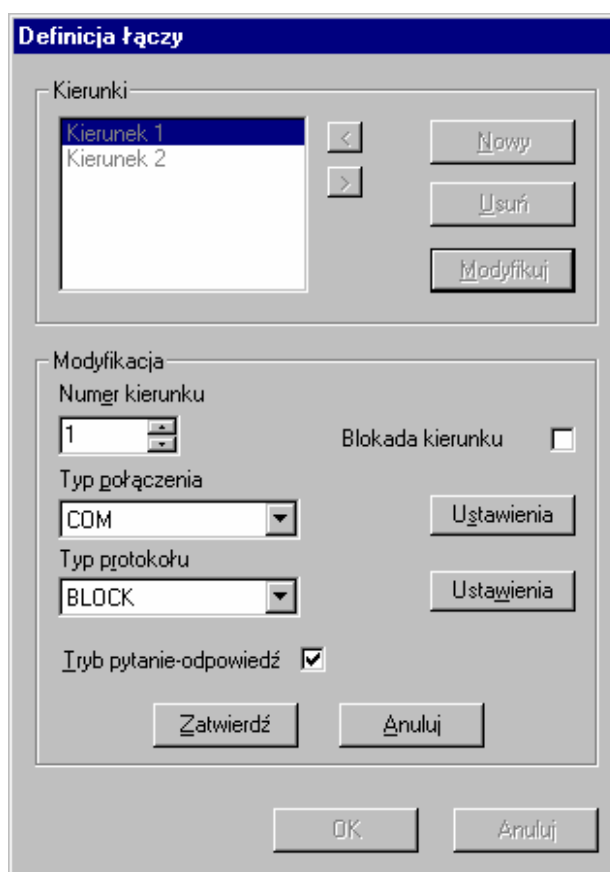 Definicja łączy
Kierunki
Kierunek 1
Kierunek 2
<
>
Nowy
Usuń
Modyfikuj
Modyfikacja
Numer kierunku
1
Blokada kierunku
Typ połączenia
COM
Ustawienia
Typ protokołu
BLOCK
Ustawienia
Tryb pytanie-odpowiedź
Zatwierdź
Anuluj
OK
Anuluj